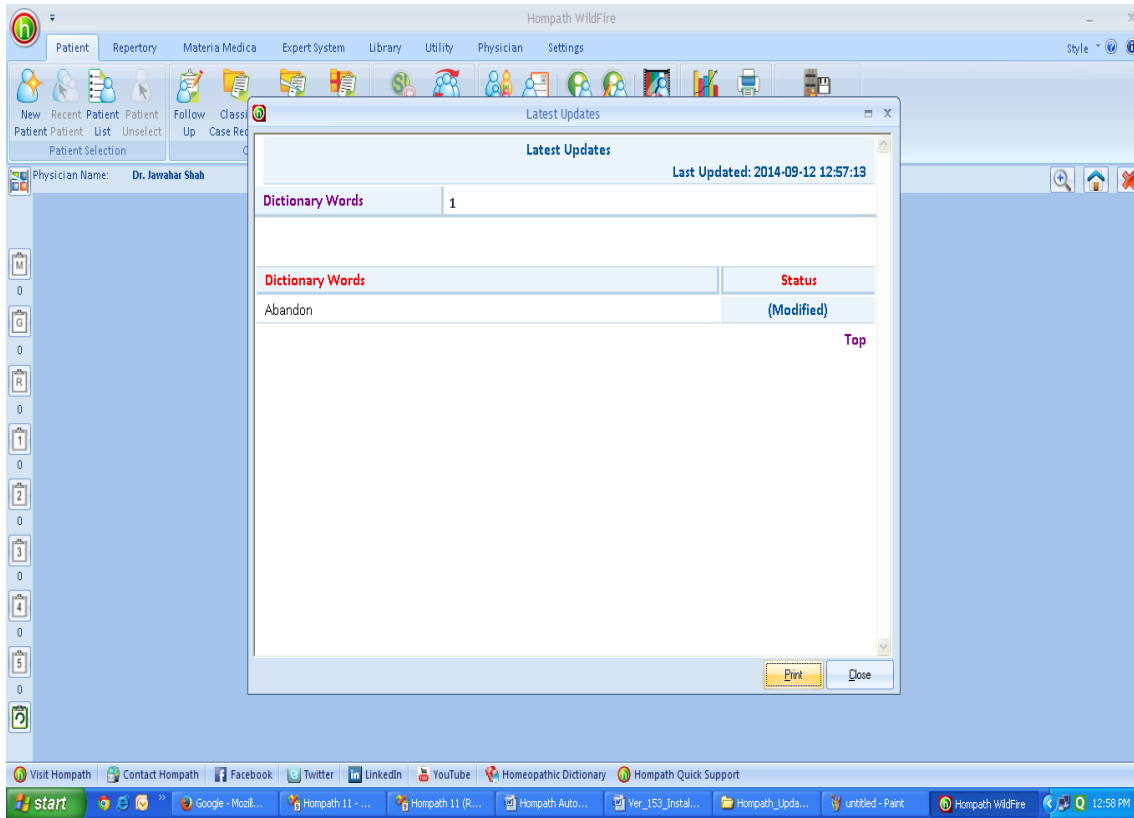 Hompath WildFire
Patient Repertory Materia Medica Expert System Library Utility Physician Settings Style
New Patient Recent Patient Patient List Patient Unselect Follow Up
Patient Selection
Physician Name: Dr. Jawahar Shah
Latest Updates
Latest Updates
Last Updated: 2014-09-12 12:57:13
Dictionary Words 1
Dictionary Words Status
Abandon (Modified)
Top
M
0
G
0
R
0
1
0
2
0
3
0
4
0
5
0
Print Close
Visit Hompath Contact Hompath Facebook Twitter LinkedIn YouTube Homeopathic Dictionary Hompath Quick Support
start Google - Mozill... Hompath 11 - ... Hompath 11 (R... Hompath Auto... Ver_153_Instal... Hompath_Upda... untitled - Paint Hompath WildFire 12:58 PM